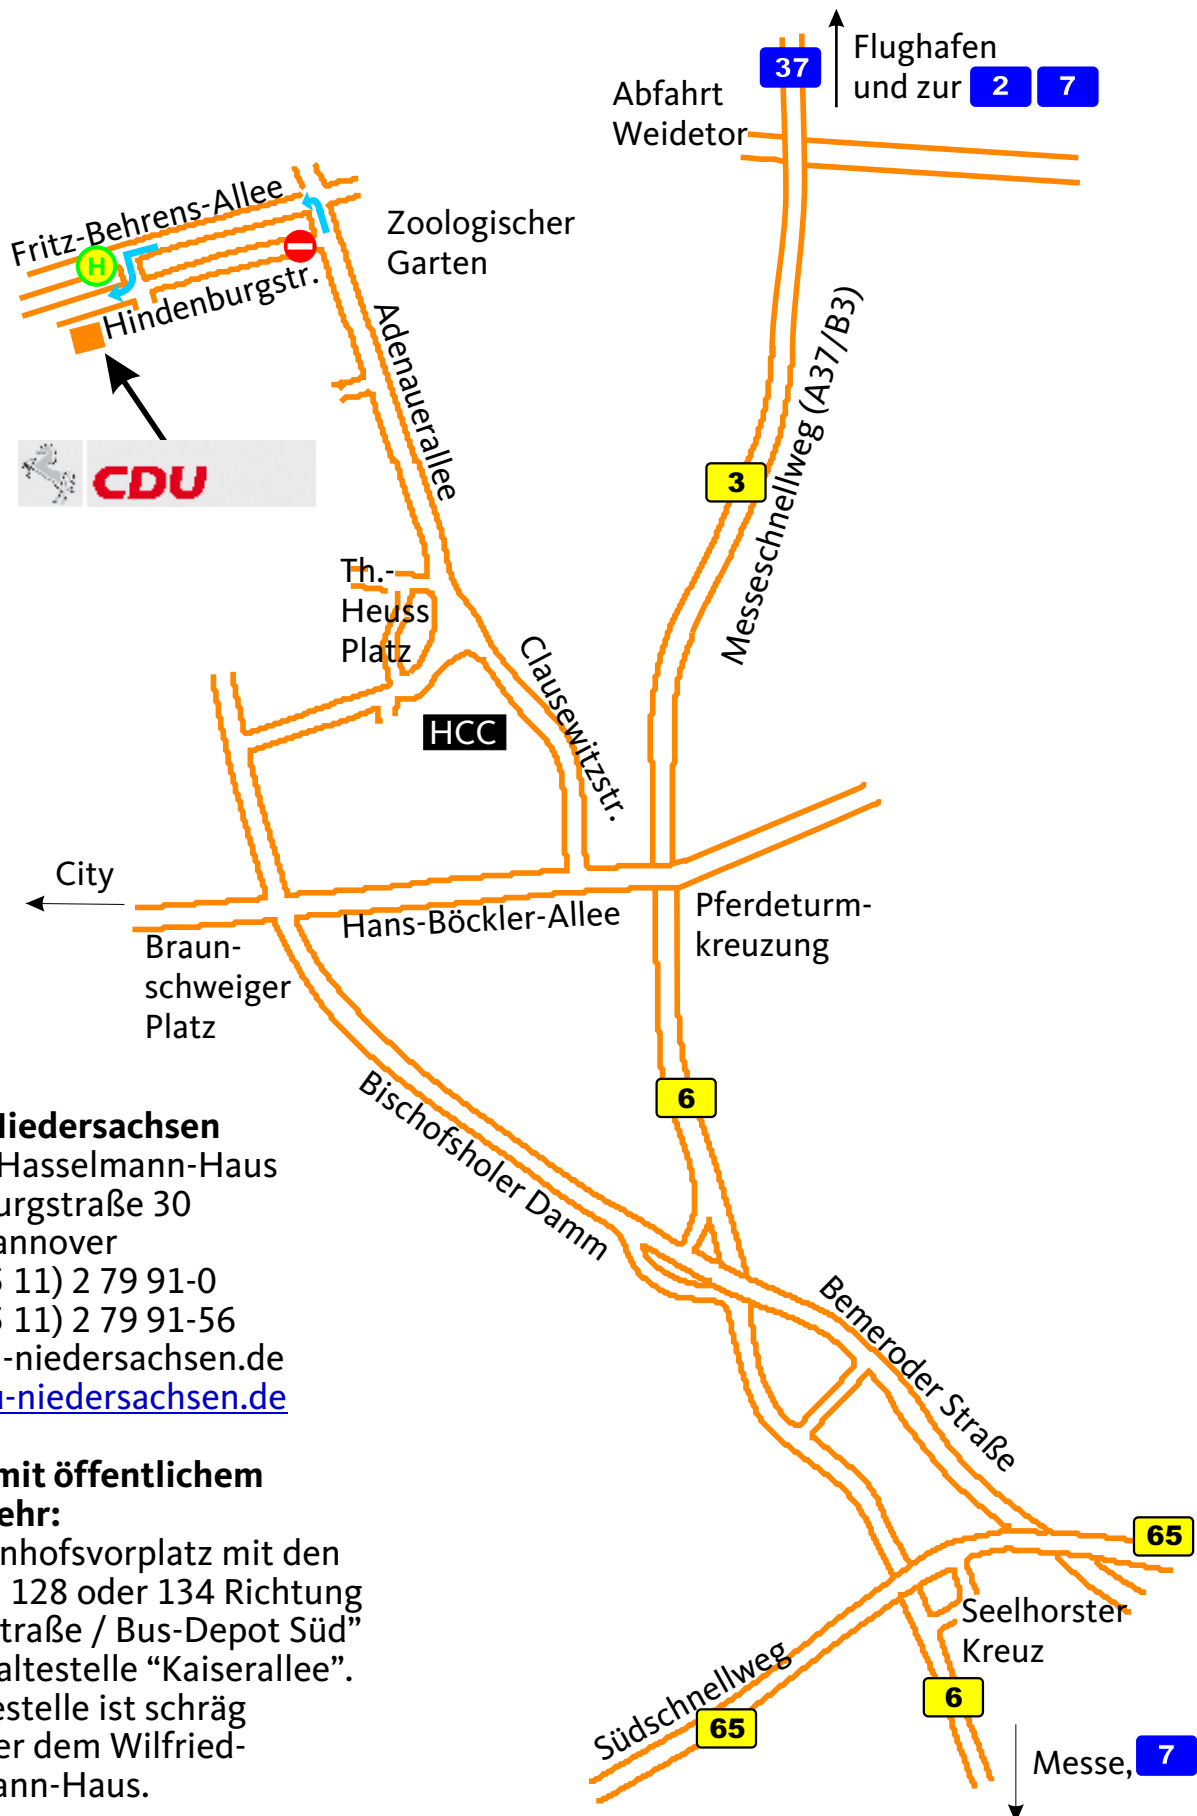 37
Flughafen
und zur 2 7
Abfahrt
Weidetor
Fritz-Behrens-Allee
H
Zoologischer
Garten
Hindenburgstr.
Adenauerallee
Messeschnellweg (A37/B3)
CDU
3
Th.-
Heuss
Platz
Clausewitzstr.
HCC
City
Hans-Böckler-Allee
Pferdeturm-
kreuzung
Braun-
schweiger
Platz
6
Bischofsholer Damm
Niedersachsen
Hasselmann-Haus
urgstraße 30
annover
5 11) 2 79 91-0
5 11) 2 79 91-56
-niedersachsen.de
u-niedersachsen.de
Bemeroder Straße
mit öffentlichem
ehr:
nhofsvorplatz mit den
128 oder 134 Richtung
traße / Bus-Depot Süd”
altestelle “Kaiserallee”.
estelle ist schräg
er dem Wilfried-
ann-Haus.
65
Seelhorster
Kreuz
Südschnellweg
6
65
Messe, 7